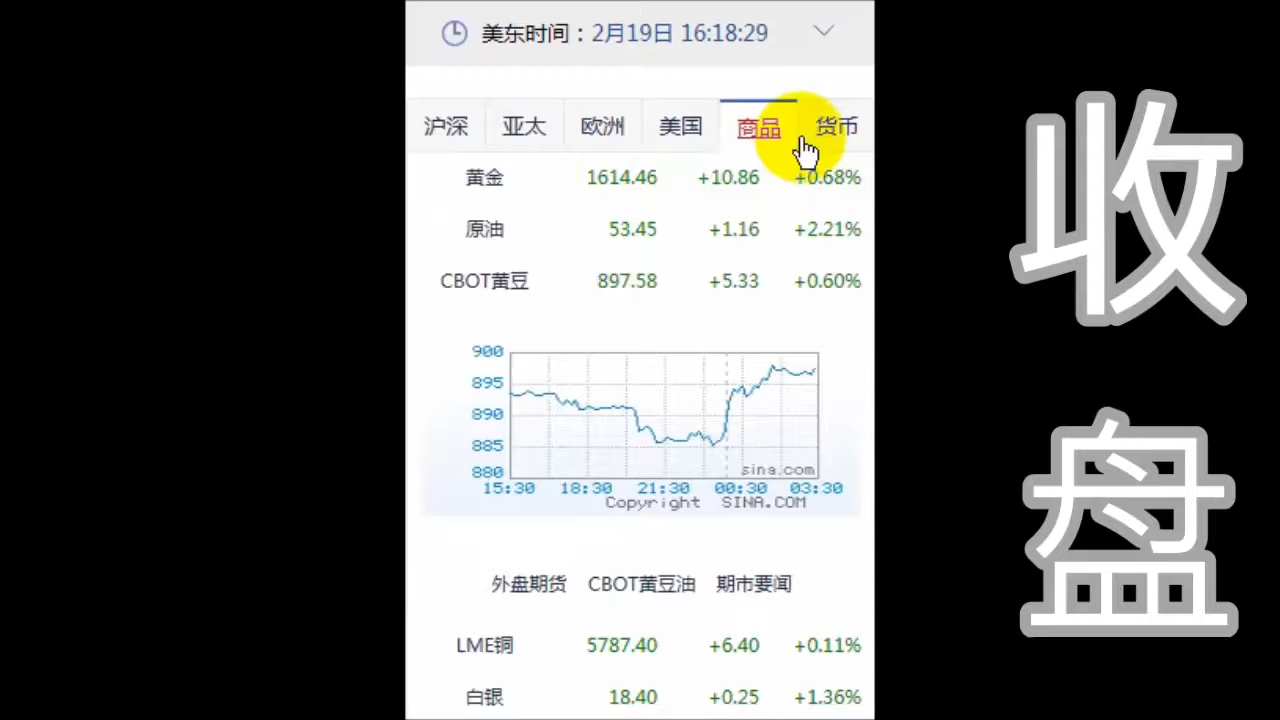 美东时间：2月19日 16:18:29
沪深 亚太 欧洲 美国 商品 货币
黄金 1614.46 +10.86 +0.68%
原油 53.45 +1.16 +2.21%
CBOT黄豆 897.58 +5.33 +0.60%
900
895
890
885
880
sina.com
15:30 18:30 21:30 00:30 03:30
Copyright SINA.COM
外盘期货 CBOT黄豆油 期市要闻
LME铜 5787.40 +6.40 +0.11%
白银 18.40 +0.25 +1.36%
收盘